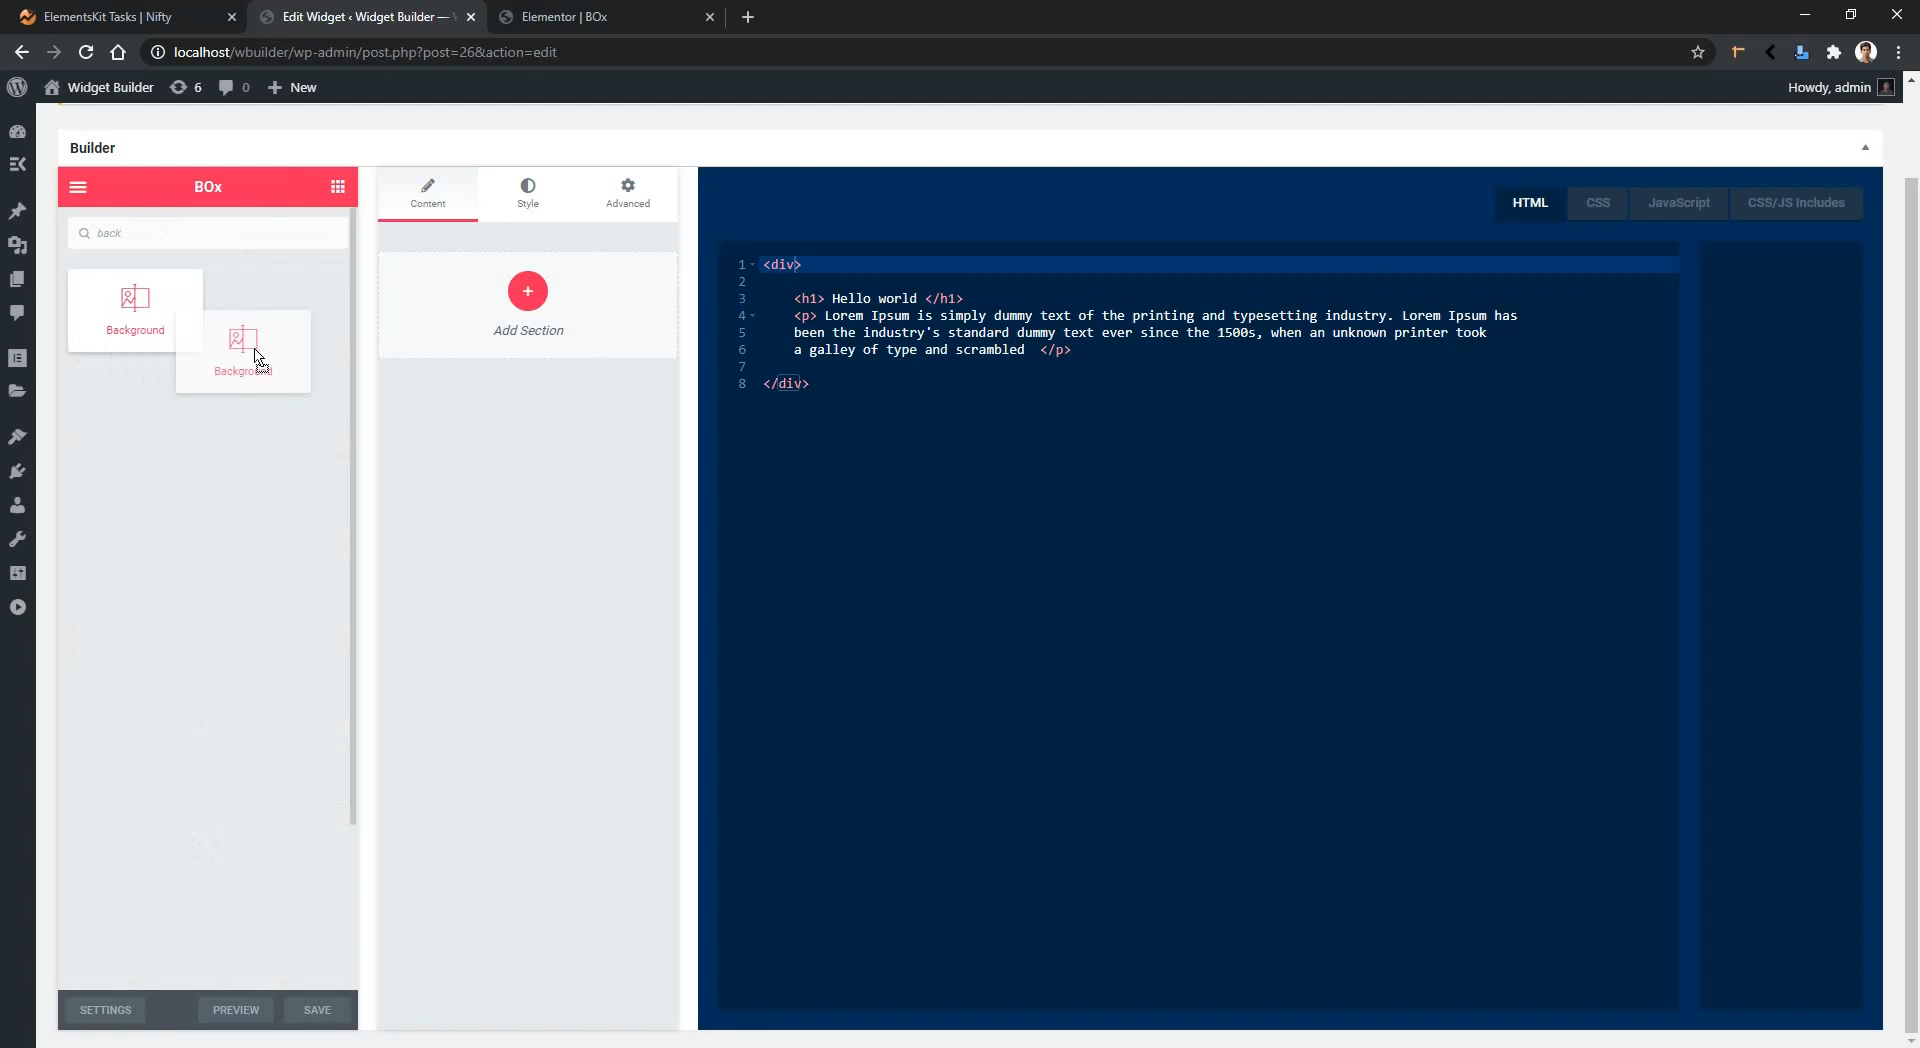 ElementsKit Tasks | Nifty
Edit Widget ‹ Widget Builder —
Elementor | BOx
localhost/wbuilder/wp-admin/post.php?post=26&action=edit
Widget Builder
6
0
New
Howdy, admin
Builder
BOx
back
Background
Background
SETTINGS
PREVIEW
SAVE
Content
Style
Advanced
Add Section
HTML
CSS
JavaScript
CSS/JS Includes
1 <div>
2
3 <h1> Hello world </h1>
4 <p> Lorem Ipsum is simply dummy text of the printing and typesetting industry. Lorem Ipsum has
5 been the industry's standard dummy text ever since the 1500s, when an unknown printer took
6 a galley of type and scrambled </p>
7
8 </div>